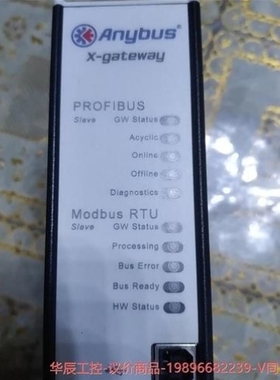 Anybus®
X-gateway
PROFIBUS
Slave GW Status
Acyclic
Online
Offline
Diagnostics
Modbus RTU
Slave GW Status
Processing
Bus Error
Bus Ready
HW Status
华辰工控-议价商品-19896682239-V同